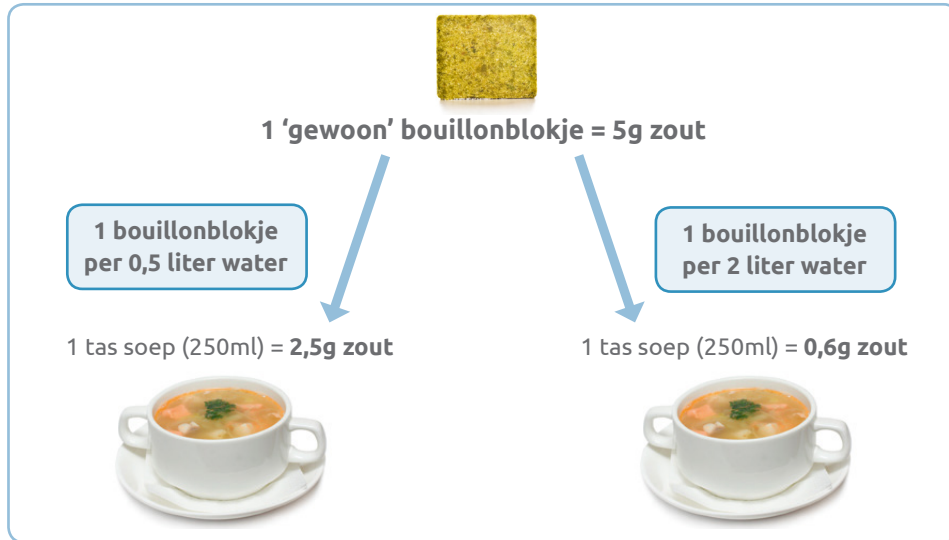 1 ‘gewoon’ bouillonblokje = 5g zout
1 bouillonblokje
per 0,5 liter water
1 bouillonblokje
per 2 liter water
1 tas soep (250ml) = 2,5g zout
1 tas soep (250ml) = 0,6g zout